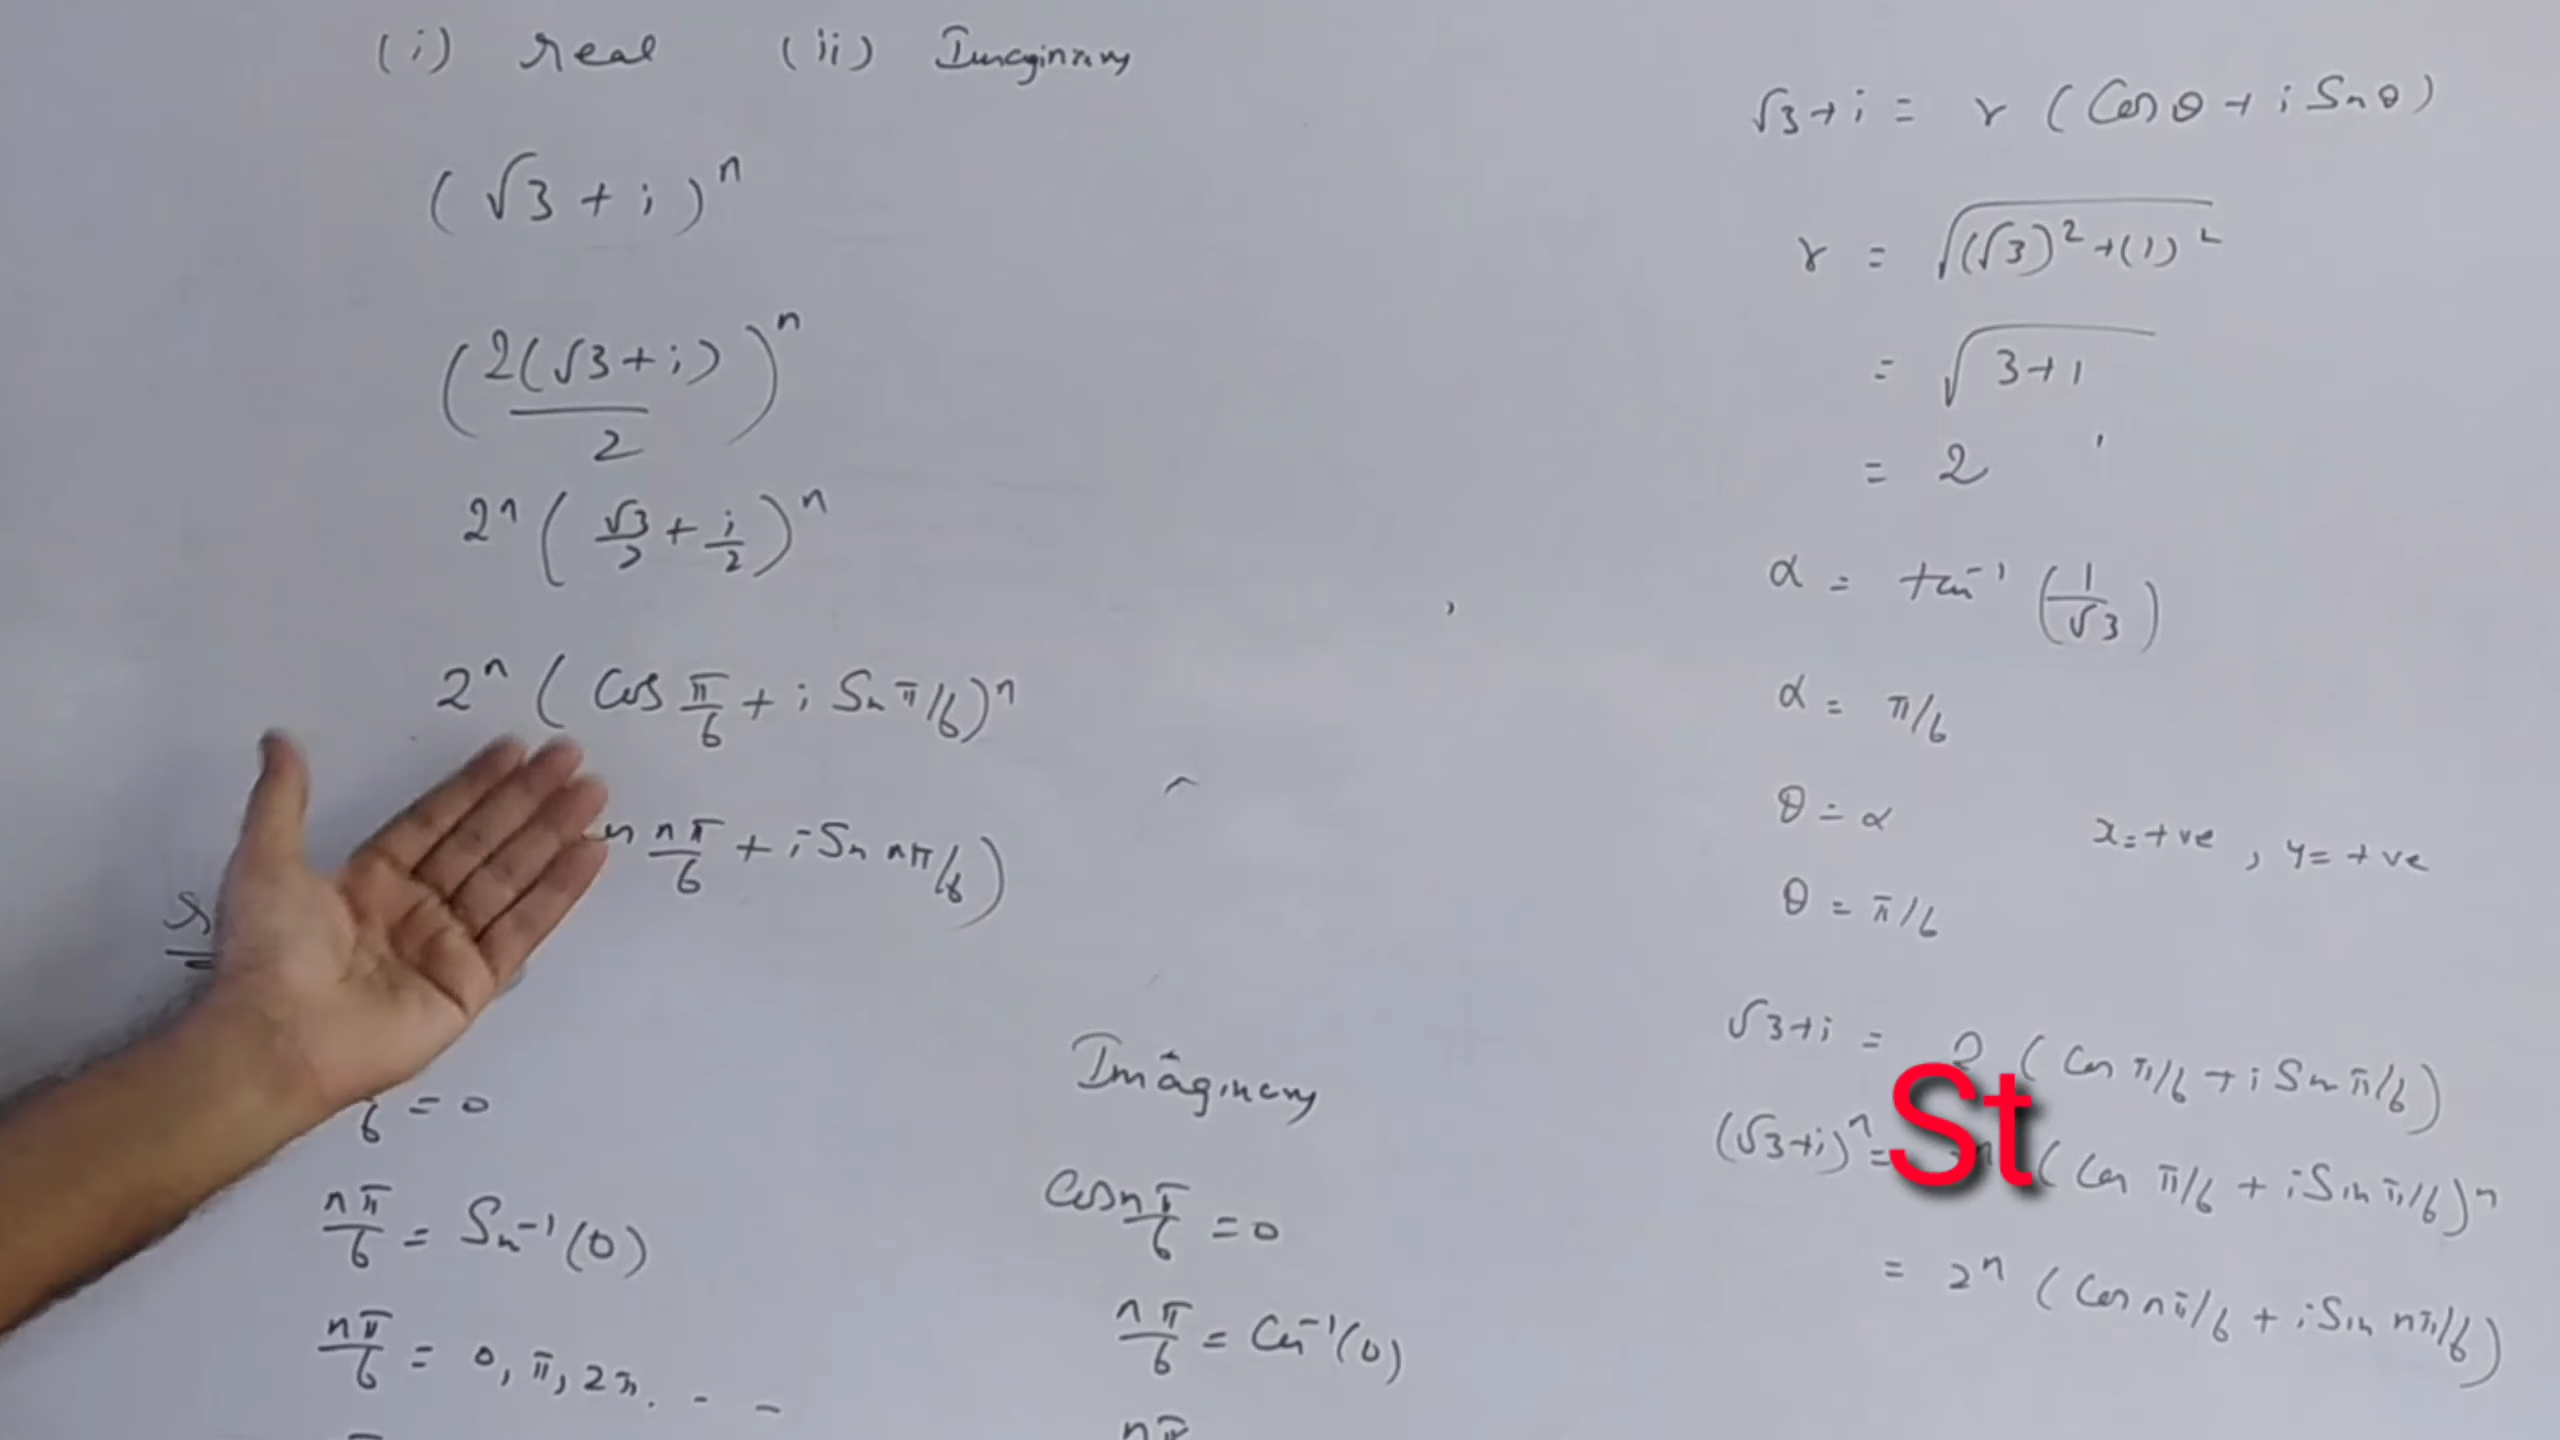 (i) real (ii) Imaginary
(√3 + i)ⁿ
(2(√3 + i)/2)ⁿ
2ⁿ (√3/2 + i/2)ⁿ
2ⁿ (Cos π/6 + i Sin π/6)ⁿ
nπ/6 + i Sin nπ/6)
6 = 0
nπ/6 = Sin⁻¹(0)
nπ/6 = 0, π, 2π. - -
Imaginary
Cos nπ/6 = 0
nπ/6 = Cos⁻¹(0)
nπ
√3+i = r (Cos θ + i Sin θ)
r = √((√3)²+(1)²)
= √(3+1)
= 2
α = tan⁻¹ (1/√3)
α = π/6
θ = α x=+ve, y=+ve
θ = π/6
√3+i = 2 (Cos π/6 + i Sin π/6)
(√3+i)ⁿ = St (Cos π/6 + i Sin π/6)ⁿ
= 2ⁿ (Cos nπ/6 + i Sin nπ/6)